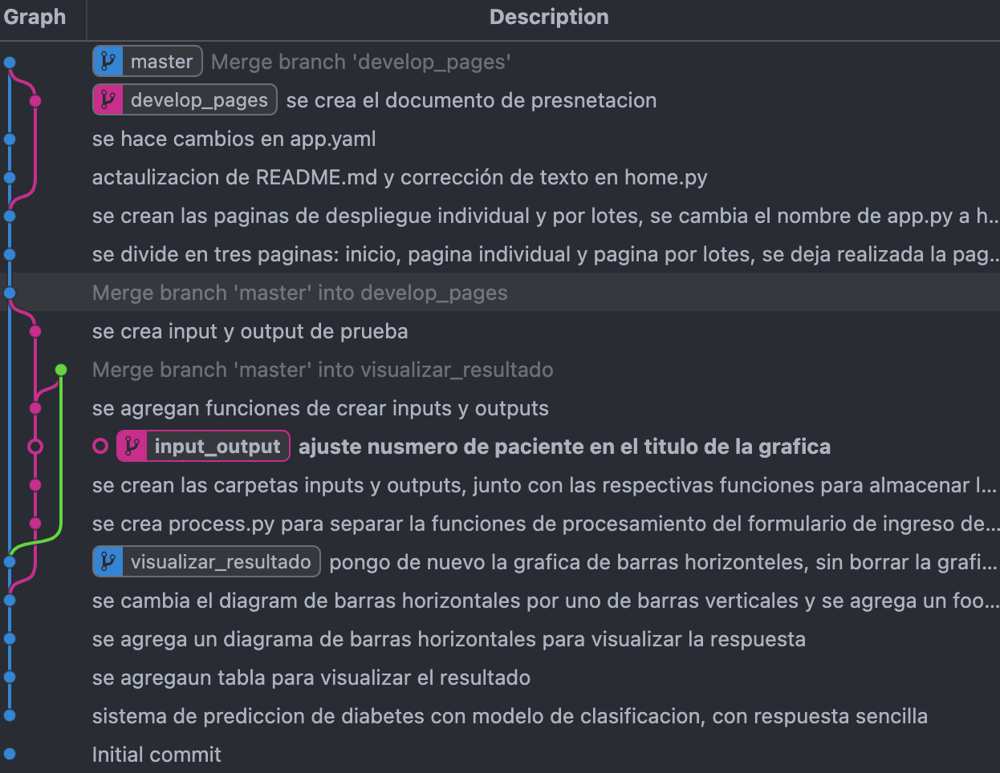 Graph Description
master Merge branch 'develop_pages'
develop_pages se crea el documento de presnetacion
se hace cambios en app.yaml
actaulizacion de README.md y corrección de texto en home.py
se crean las paginas de despliegue individual y por lotes, se cambia el nombre de app.py a h...
se divide en tres paginas: inicio, pagina individual y pagina por lotes, se deja realizada la pag...
Merge branch 'master' into develop_pages
se crea input y output de prueba
Merge branch 'master' into visualizar_resultado
se agregan funciones de crear inputs y outputs
input_output ajuste nusmero de paciente en el titulo de la grafica
se crean las carpetas inputs y outputs, junto con las respectivas funciones para almacenar l...
se crea process.py para separar la funciones de procesamiento del formulario de ingreso de...
visualizar_resultado pongo de nuevo la grafica de barras horizonteles, sin borrar la grafi...
se cambia el diagram de barras horizontales por uno de barras verticales y se agrega un foo...
se agrega un diagrama de barras horizontales para visualizar la respuesta
se agregaun tabla para visualizar el resultado
sistema de prediccion de diabetes con modelo de clasificacion, con respuesta sencilla
Initial commit